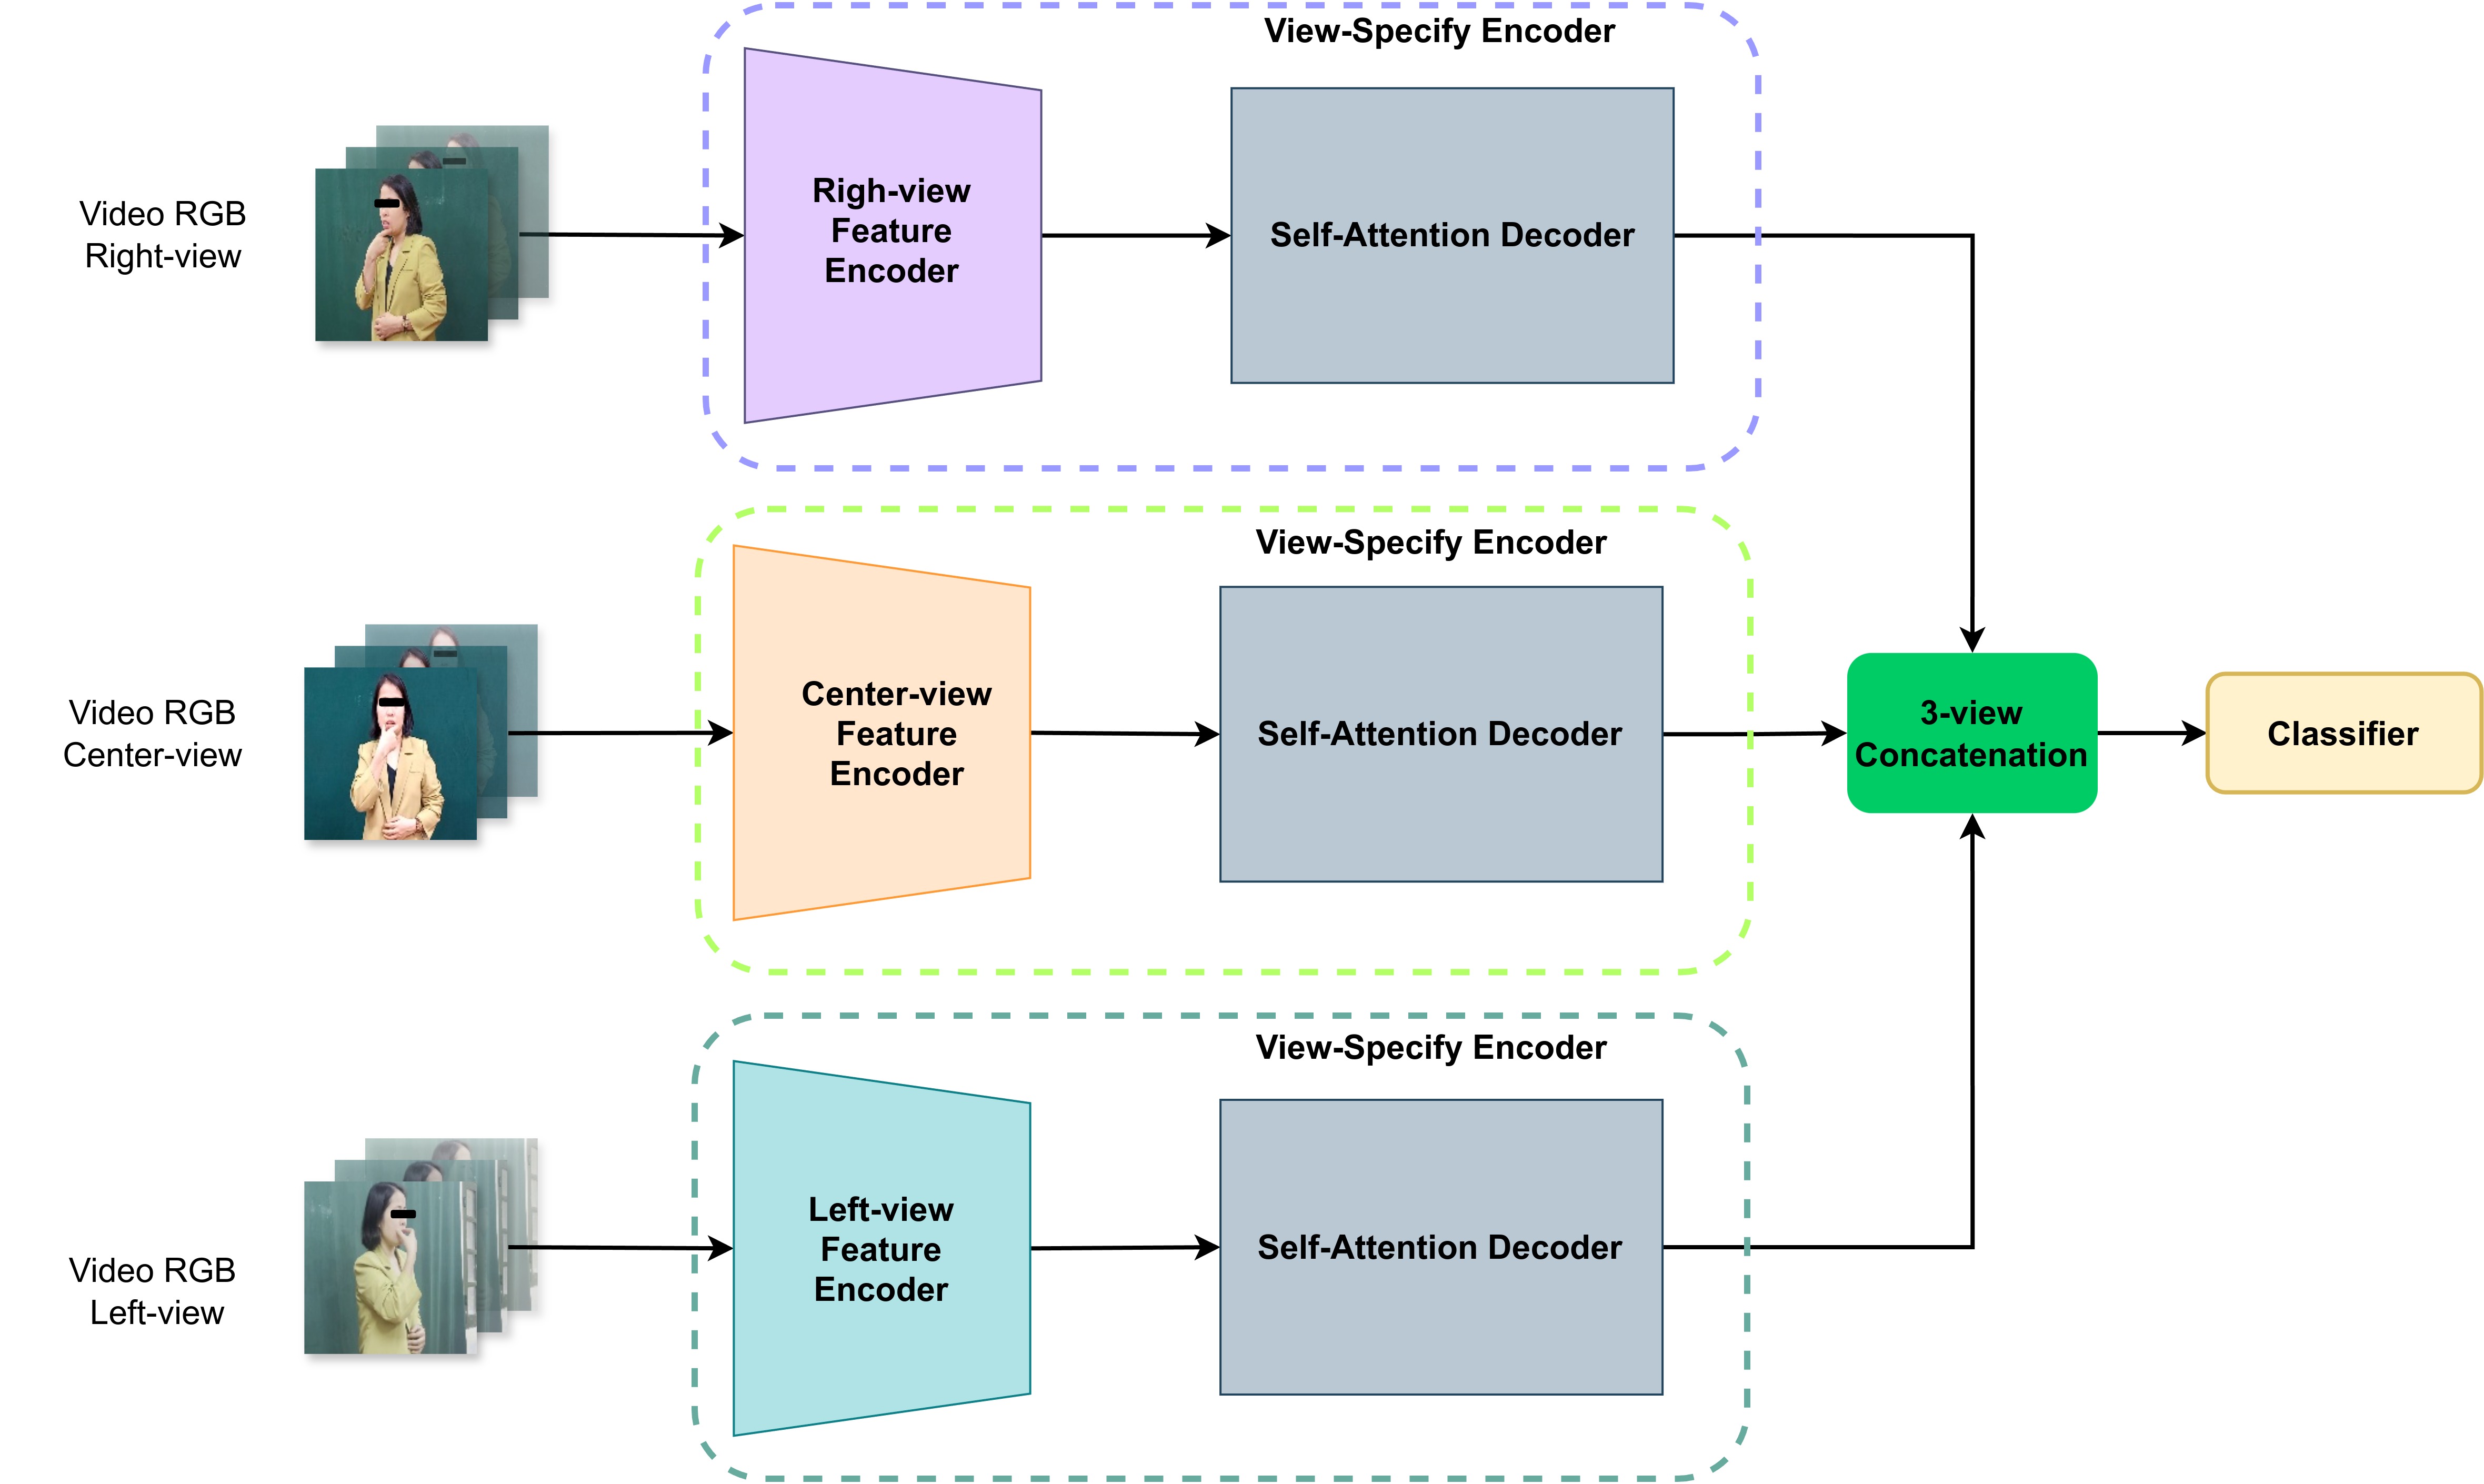 View-Specify Encoder
Video RGB
Right-view
Righ-view
Feature
Encoder
Self-Attention Decoder
View-Specify Encoder
Video RGB
Center-view
Center-view
Feature
Encoder
Self-Attention Decoder
3-view
Concatenation
Classifier
View-Specify Encoder
Video RGB
Left-view
Left-view
Feature
Encoder
Self-Attention Decoder